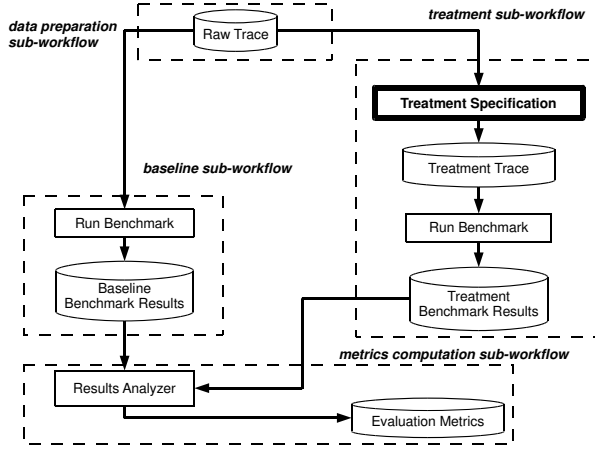 data preparation
sub-workflow
Raw Trace
treatment sub-workflow
Treatment Specification
Treatment Trace
baseline sub-workflow
Run Benchmark
Run Benchmark
Baseline
Benchmark Results
Treatment
Benchmark Results
metrics computation sub-workflow
Results Analyzer
Evaluation Metrics